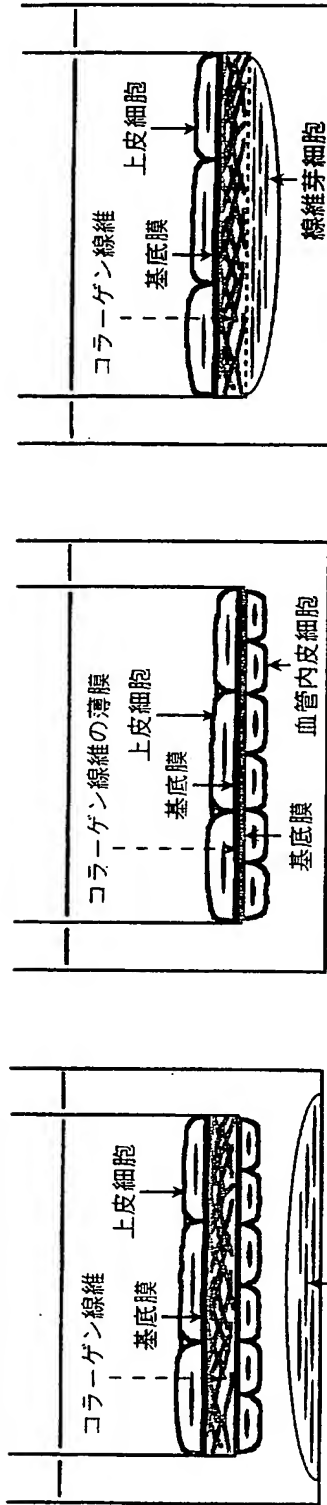 コラーゲン線維
基底膜
上皮細胞
コラーゲン線維の薄膜
上皮細胞
基底膜
基底膜
血管内皮細胞
コラーゲン線維
基底膜
上皮細胞
線維芽細胞